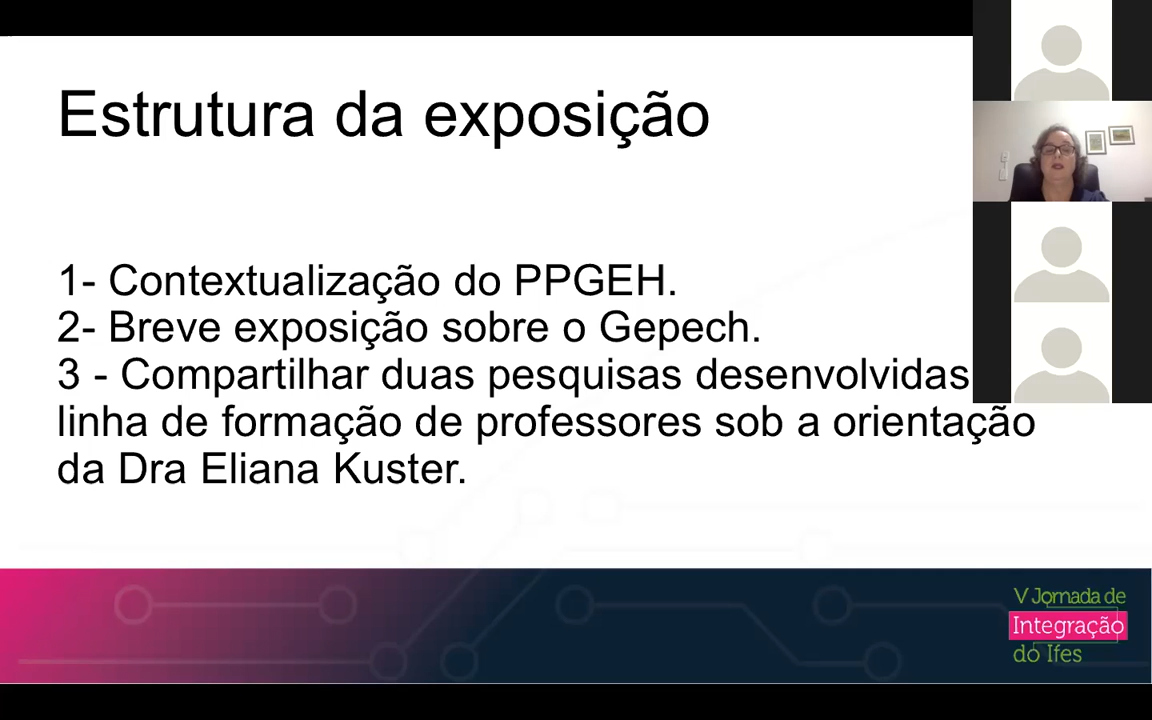 Estrutura da exposição
1- Contextualização do PPGEH.
2- Breve exposição sobre o Gepech.
3 - Compartilhar duas pesquisas desenvolvidas
linha de formação de professores sob a orientação
da Dra Eliana Kuster.
V Jornada de
Integração
do Ifes